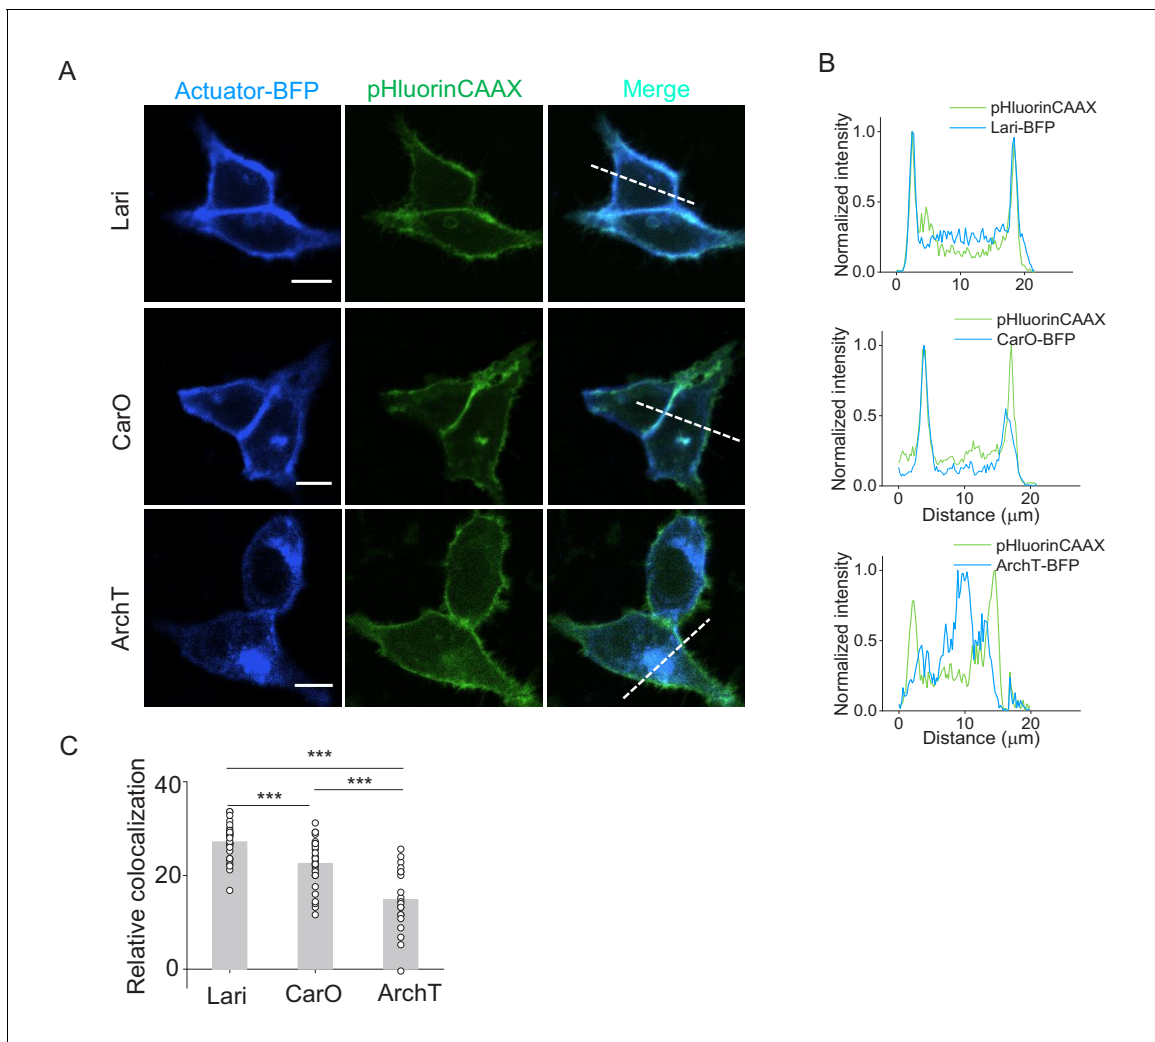 A
Actuator-BFP
pHluorinCAAX
Merge
Lari
CarO
ArchT
B
pHluorinCAAX
Lari-BFP
Normalized intensity
1.0
0.5
0.0
0
10
20
pHluorinCAAX
CarO-BFP
Normalized intensity
1.0
0.5
0.0
0
10
20
Distance (μm)
pHluorinCAAX
ArchT-BFP
Normalized intensity
1.0
0.5
0.0
0
10
20
Distance (μm)
C
Relative colocalization
40
20
0
***
***
***
Lari
CarO
ArchT